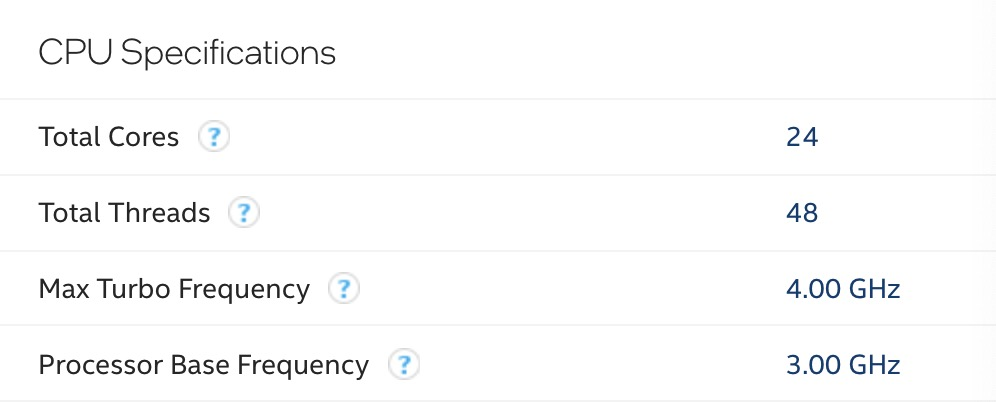 CPU Specifications
Total Cores ? 24
Total Threads ? 48
Max Turbo Frequency ? 4.00 GHz
Processor Base Frequency ? 3.00 GHz